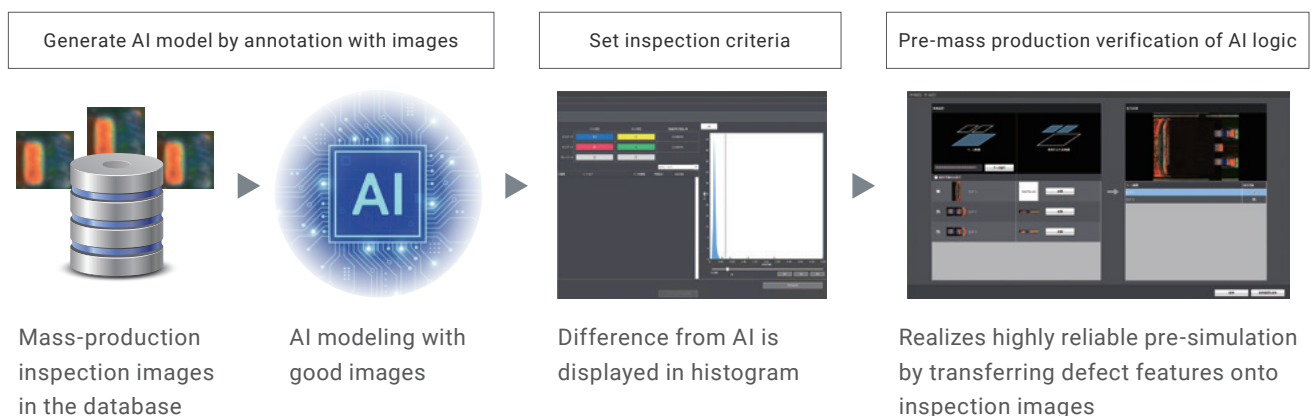 Generate AI model by annotation with images
Set inspection criteria
Pre-mass production verification of AI logic
AI
Mass-production
inspection images
in the database
AI modeling with
good images
Difference from AI is
displayed in histogram
Realizes highly reliable pre-simulation
by transferring defect features onto
inspection images